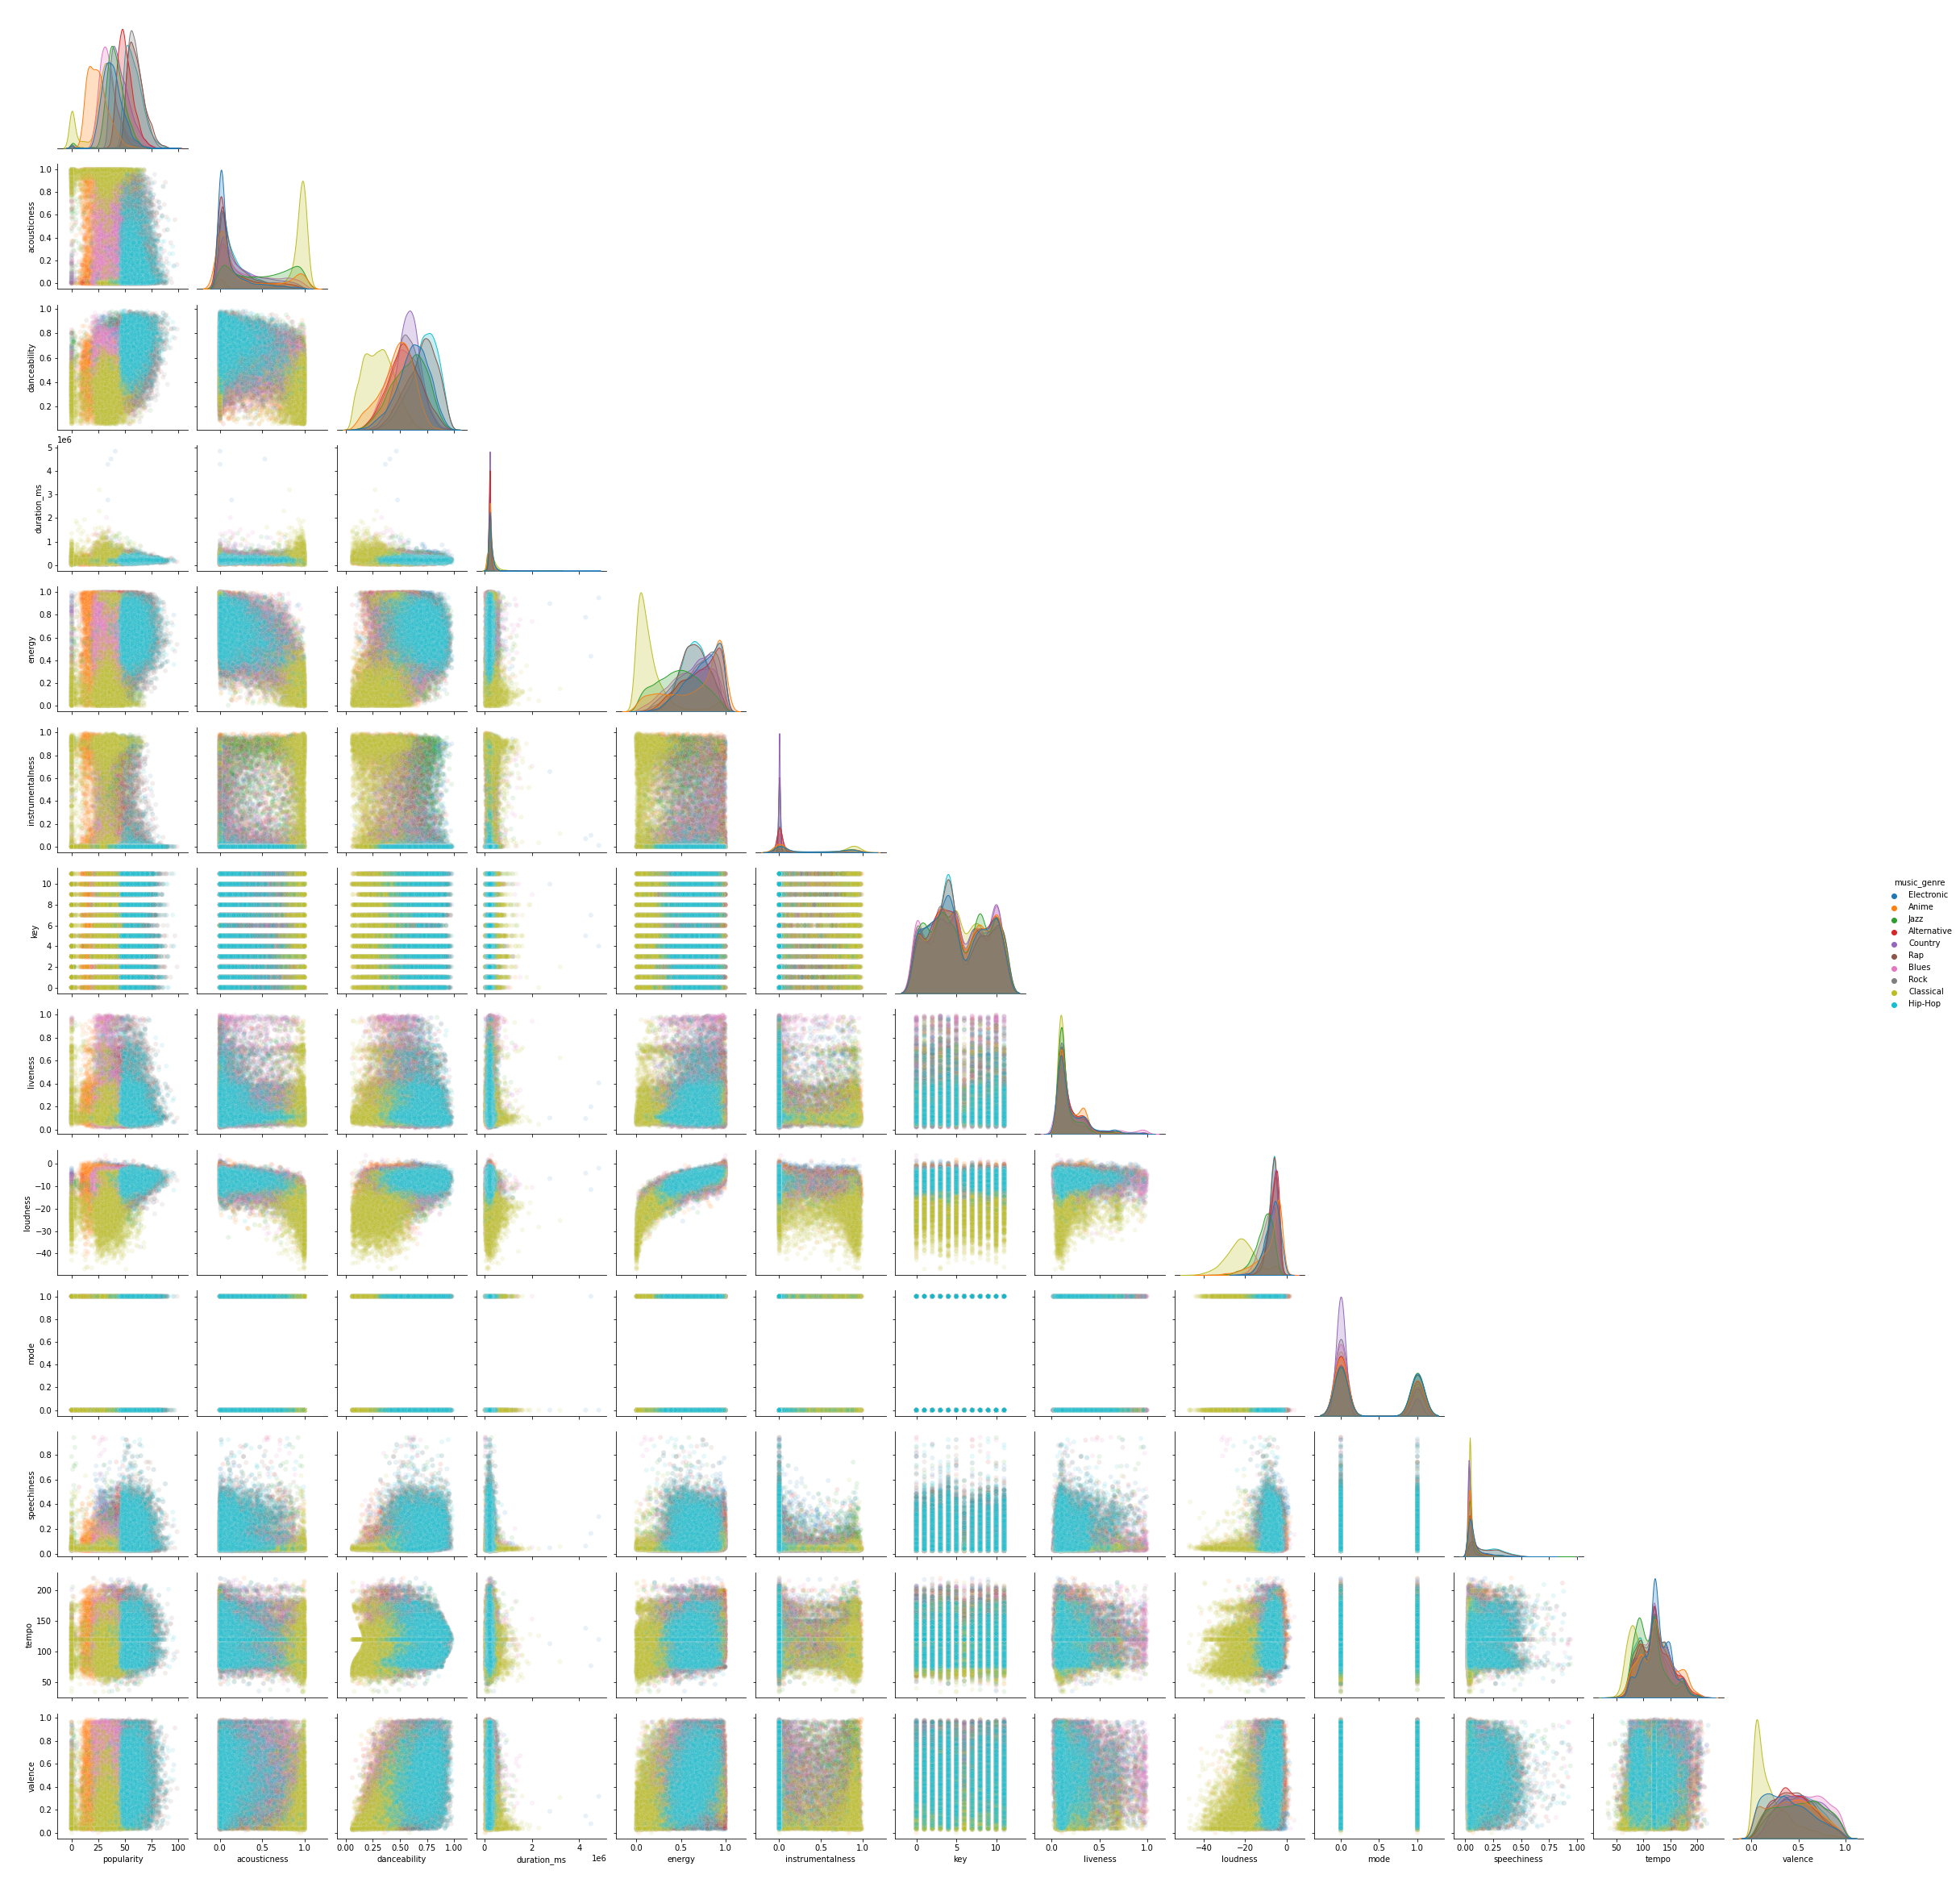 1.0
0.8
0.6
0.4
0.2
0.0
acousticness
1.0
0.8
0.6
0.4
0.2
danceability
1e6
5
4
3
2
1
0
duration_ms
1.0
0.8
0.6
0.4
0.2
0.0
energy
1.0
0.8
0.6
0.4
0.2
0.0
instrumentalness
10
8
6
4
2
0
key
music_genre
Electronic
Anime
Jazz
Alternative
Country
Rap
Blues
Rock
Classical
Hip-Hop
1.0
0.8
0.6
0.4
0.2
0.0
liveness
0
−10
−20
−30
−40
loudness
1.0
0.8
0.6
0.4
0.2
0.0
mode
0.8
0.6
0.4
0.2
0.0
speechiness
200
150
100
50
tempo
1.0
0.8
0.6
0.4
0.2
0.0
valence
0 25 50 75 100
popularity
0.0 0.5 1.0
acousticness
0.00 0.25 0.50 0.75 1.00
danceability
0 2 4
1e6
duration_ms
0.0 0.5 1.0
energy
0.0 0.5 1.0
instrumentalness
0 5 10
key
0.0 0.5 1.0
liveness
−40 −20 0
loudness
0.0 0.5 1.0
mode
0.00 0.25 0.50 0.75 1.00
speechiness
50 100 150 200
tempo
0.0 0.5 1.0
valence